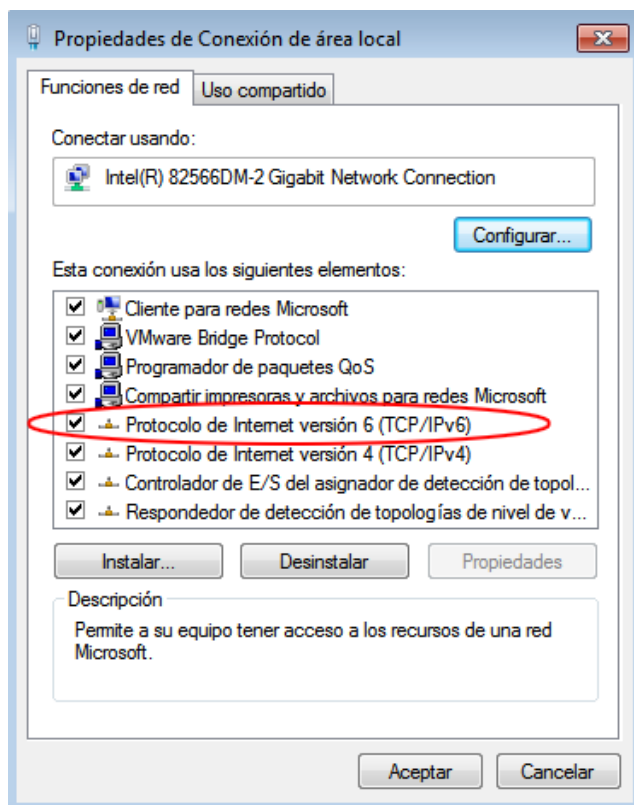 Propiedades de Conexión de área local
Funciones de red
Uso compartido
Conectar usando:
Intel(R) 82566DM-2 Gigabit Network Connection
Configurar...
Esta conexión usa los siguientes elementos:
Cliente para redes Microsoft
VMware Bridge Protocol
Programador de paquetes QoS
Compartir impresoras y archivos para redes Microsoft
Protocolo de Internet versión 6 (TCP/IPv6)
Protocolo de Internet versión 4 (TCP/IPv4)
Controlador de E/S del asignador de detección de topol...
Respondedor de detección de topologías de nivel de v...
Instalar...
Desinstalar
Propiedades
Descripción
Permite a su equipo tener acceso a los recursos de una red
Microsoft.
Aceptar
Cancelar